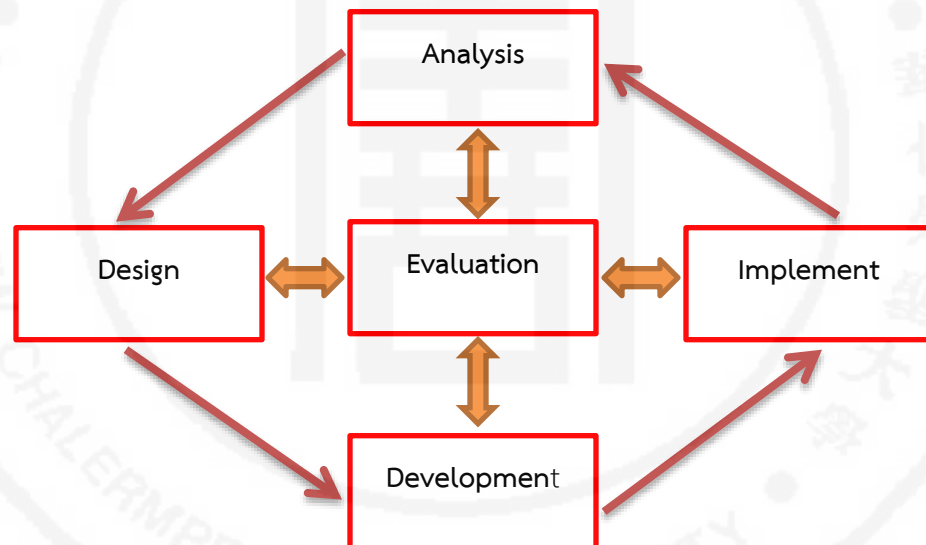 Analysis
Design
Evaluation
Implement
Development